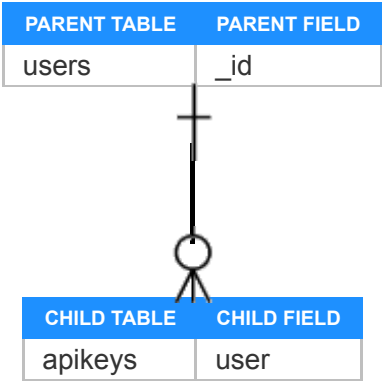 PARENT TABLE PARENT FIELD
users _id
CHILD TABLE CHILD FIELD
apikeys user